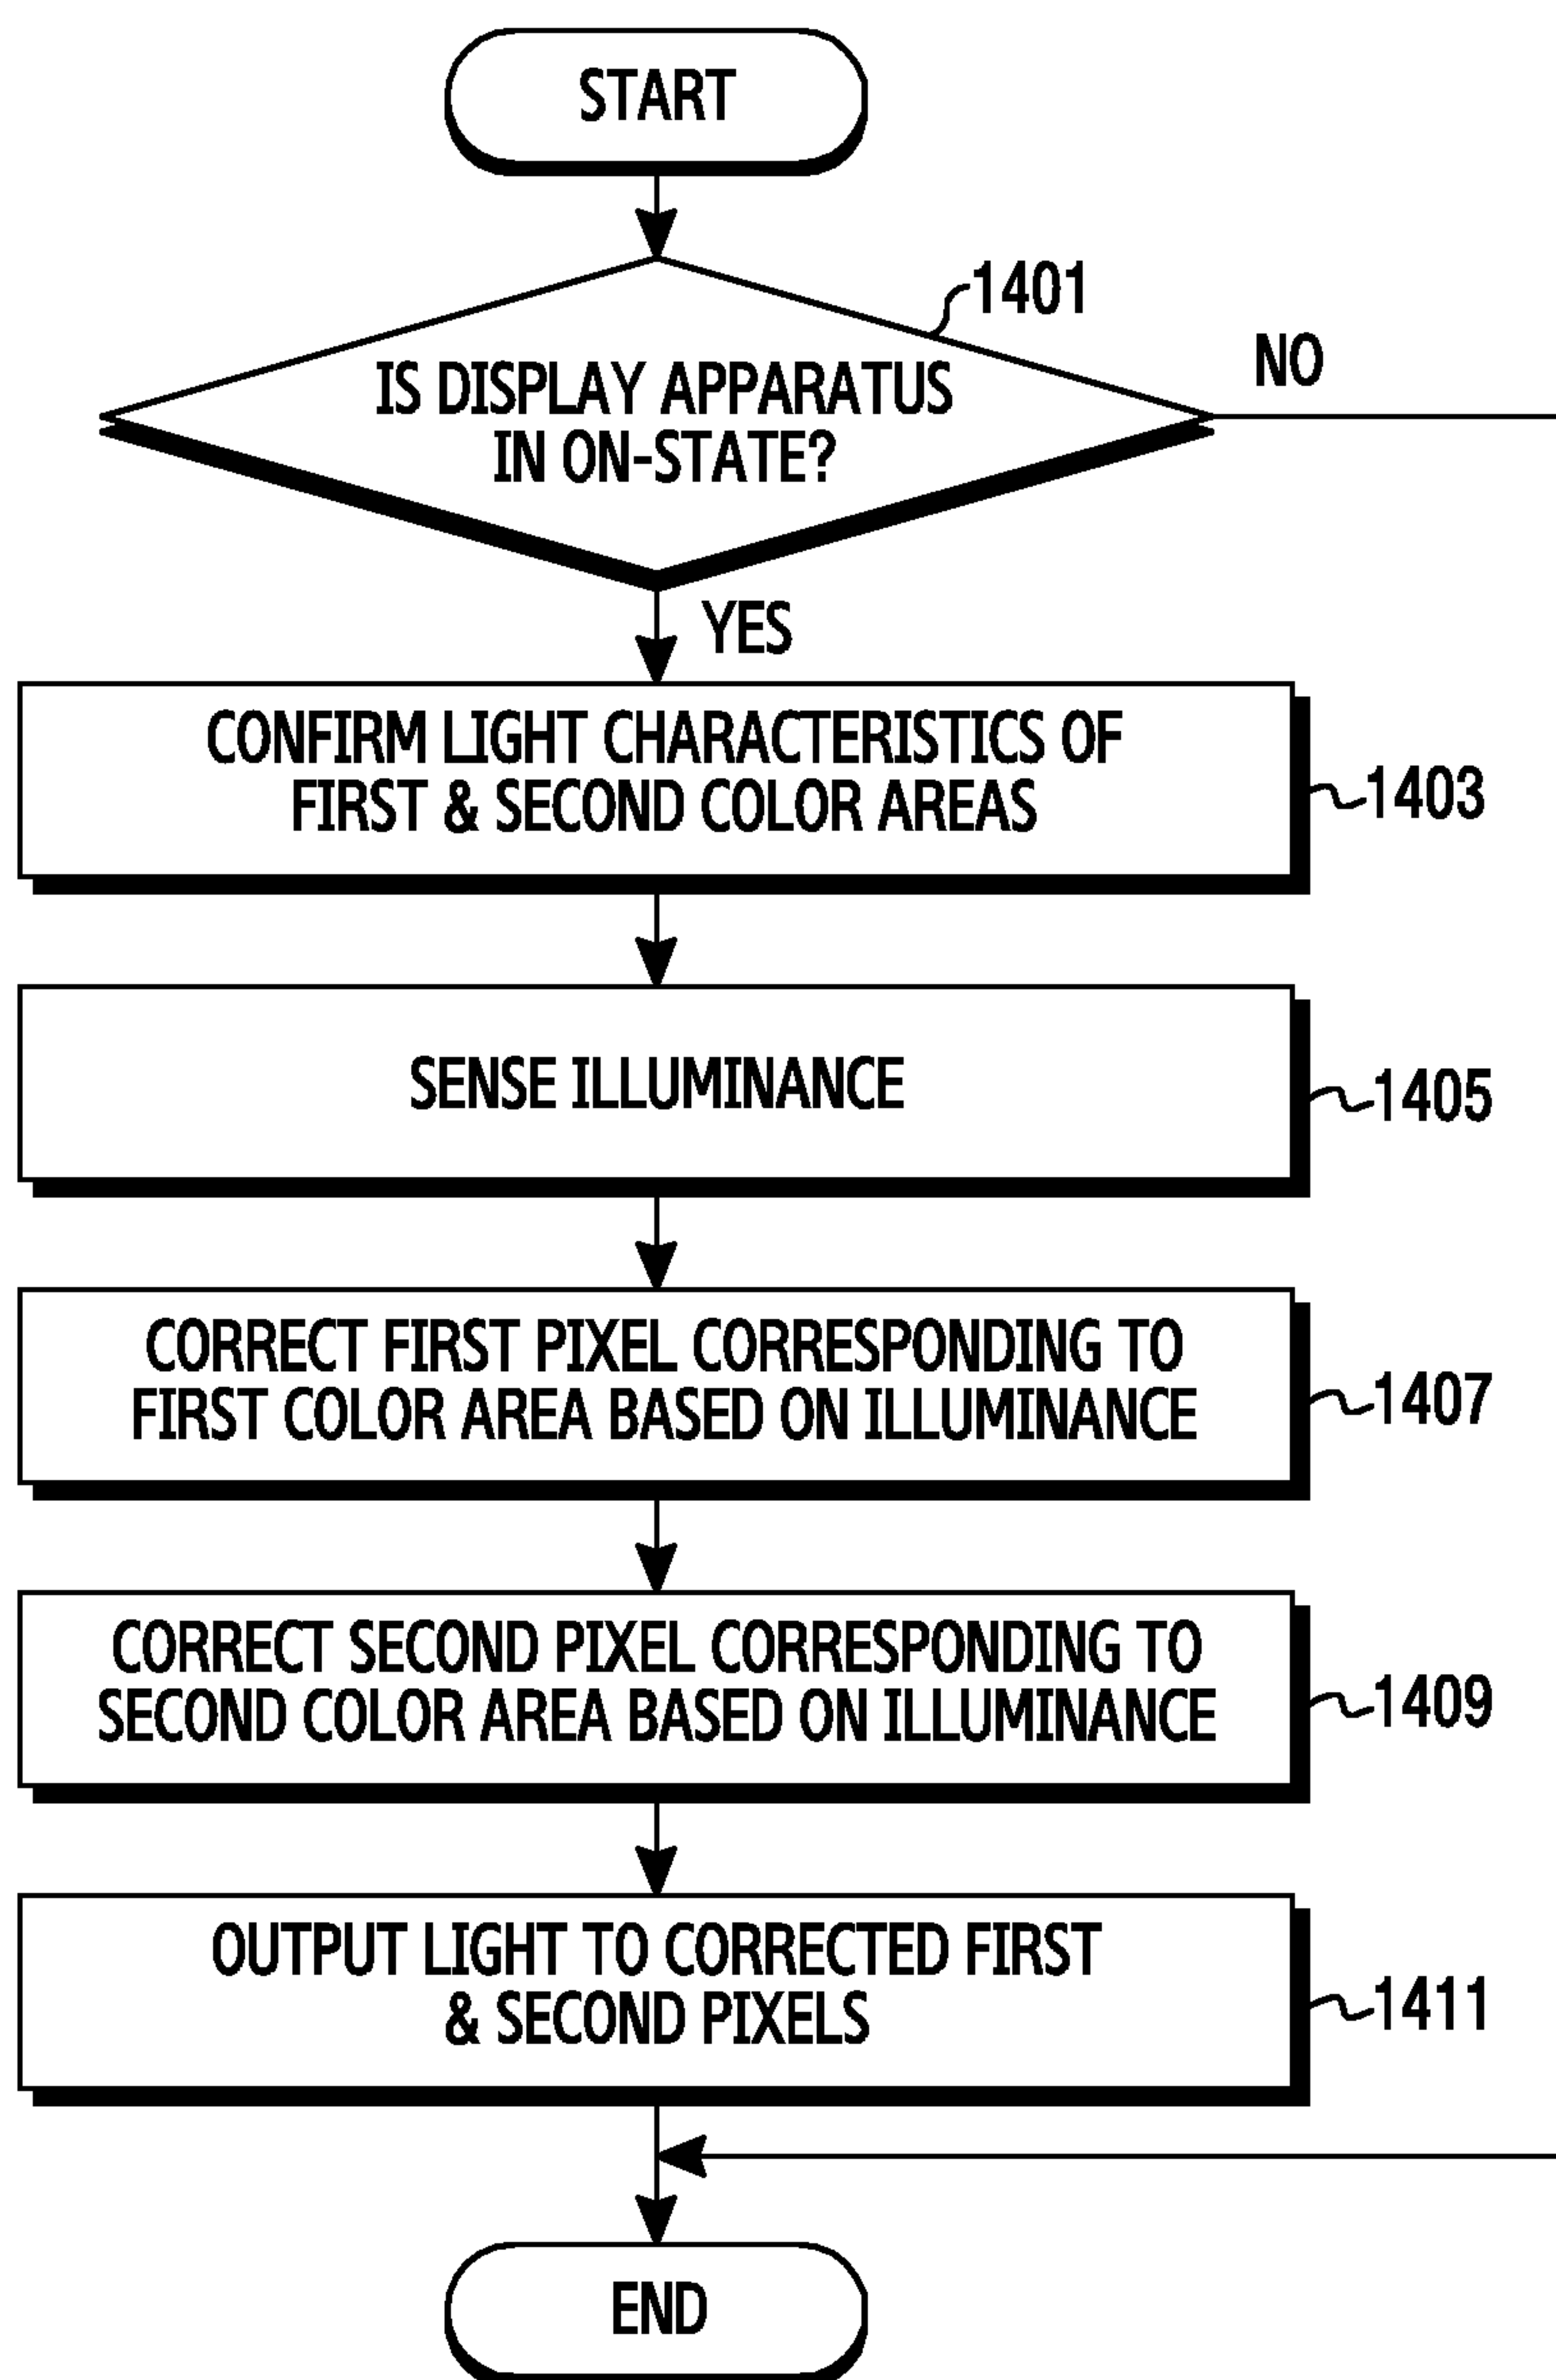 START
1401
IS DISPLAY APPARATUS
IN ON-STATE?
NO
YES
CONFIRM LIGHT CHARACTERISTICS OF
FIRST & SECOND COLOR AREAS
1403
SENSE ILLUMINANCE
1405
CORRECT FIRST PIXEL CORRESPONDING TO
FIRST COLOR AREA BASED ON ILLUMINANCE
1407
CORRECT SECOND PIXEL CORRESPONDING TO
SECOND COLOR AREA BASED ON ILLUMINANCE
1409
OUTPUT LIGHT TO CORRECTED FIRST
& SECOND PIXELS
1411
END